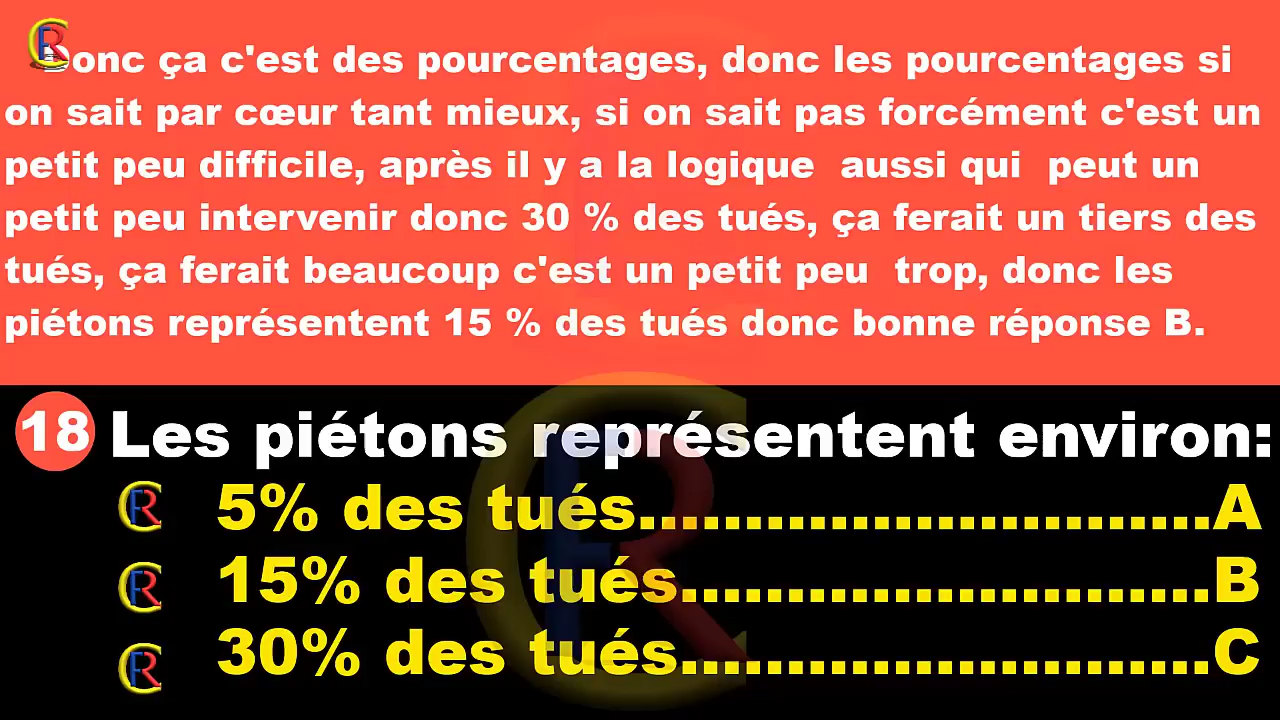 Donc ça c'est des pourcentages, donc les pourcentages si
on sait par cœur tant mieux, si on sait pas forcément c'est un
petit peu difficile, après il y a la logique aussi qui peut un
petit peu intervenir donc 30 % des tués, ça ferait un tiers des
tués, ça ferait beaucoup c'est un petit peu trop, donc les
piétons représentent 15 % des tués donc bonne réponse B.
18 Les piétons représentent environ:
5% des tués...........................A
15% des tués.........................B
30% des tués.........................C